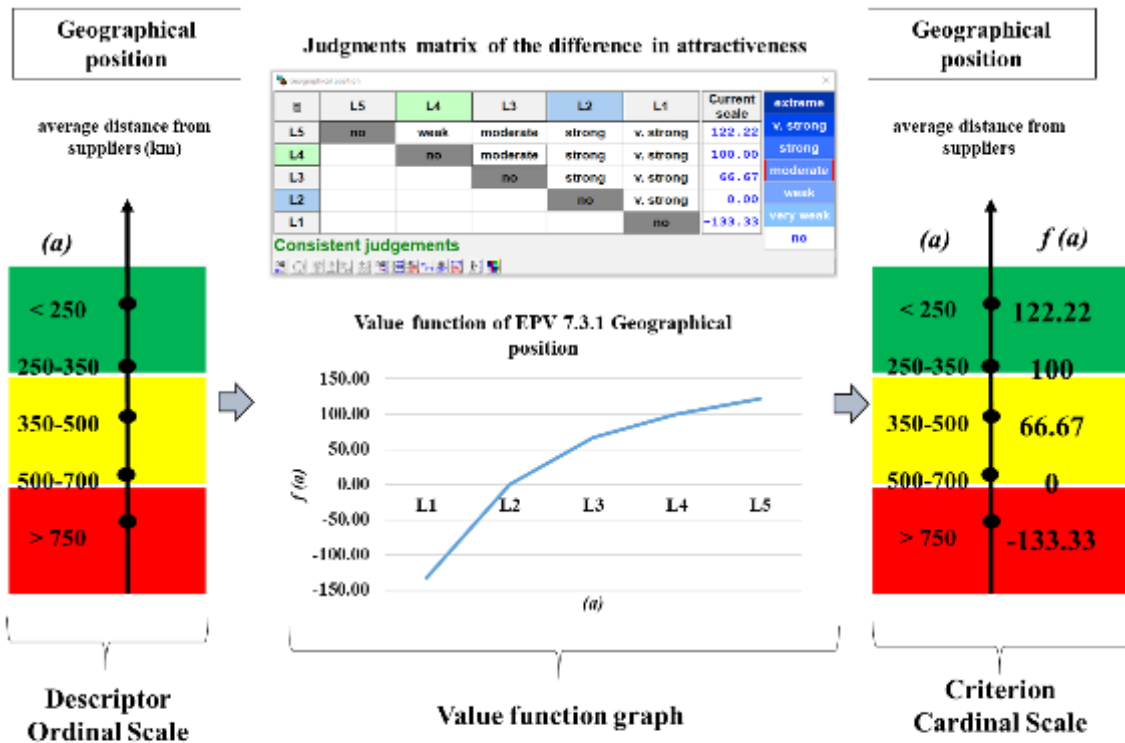 Geographical
position
average distance from
suppliers (km)
(a)
< 250
250-350
350-500
500-700
> 750
Descriptor
Ordinal Scale
Judgments matrix of the difference in attractiveness
Geographical position
L5 L4 L3 L2 L1 Current
scale
L5 no weak moderate strong v. strong 122.22
L4 no moderate strong v. strong 100.00
L3 no strong v. strong 66.67
L2 no v. strong 0.00
L1 no -133.33
extreme
v. strong
strong
moderate
weak
very weak
no
Consistent judgements
Value function of EPV 7.3.1 Geographical
position
150.00
100.00
50.00
0.00
-50.00
-100.00
-150.00
f (a)
L1 L2 L3 L4 L5
(a)
Value function graph
Geographical
position
average distance from
suppliers
(a) f (a)
< 250 122.22
250-350 100
350-500 66.67
500-700 0
> 750 -133.33
Criterion
Cardinal Scale